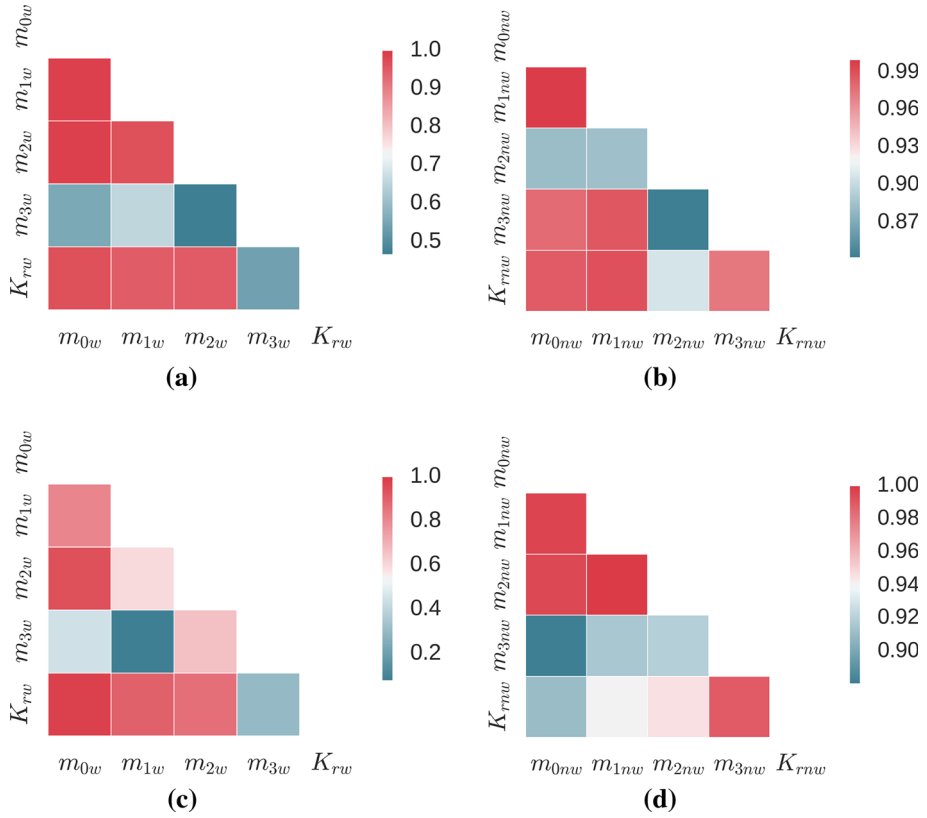 m0w
m1w
m2w
m3w
Krw
m0w m1w m2w m3w Krw
1.0
0.9
0.8
0.7
0.6
0.5
(a)
m0nw
m1nw
m2nw
m3nw
Krnw
m0nw m1nw m2nw m3nw Krnw
0.99
0.96
0.93
0.90
0.87
(b)
m0w
m1w
m2w
m3w
Krw
m0w m1w m2w m3w Krw
1.0
0.8
0.6
0.4
0.2
(c)
m0nw
m1nw
m2nw
m3nw
Krnw
m0nw m1nw m2nw m3nw Krnw
1.00
0.98
0.96
0.94
0.92
0.90
(d)